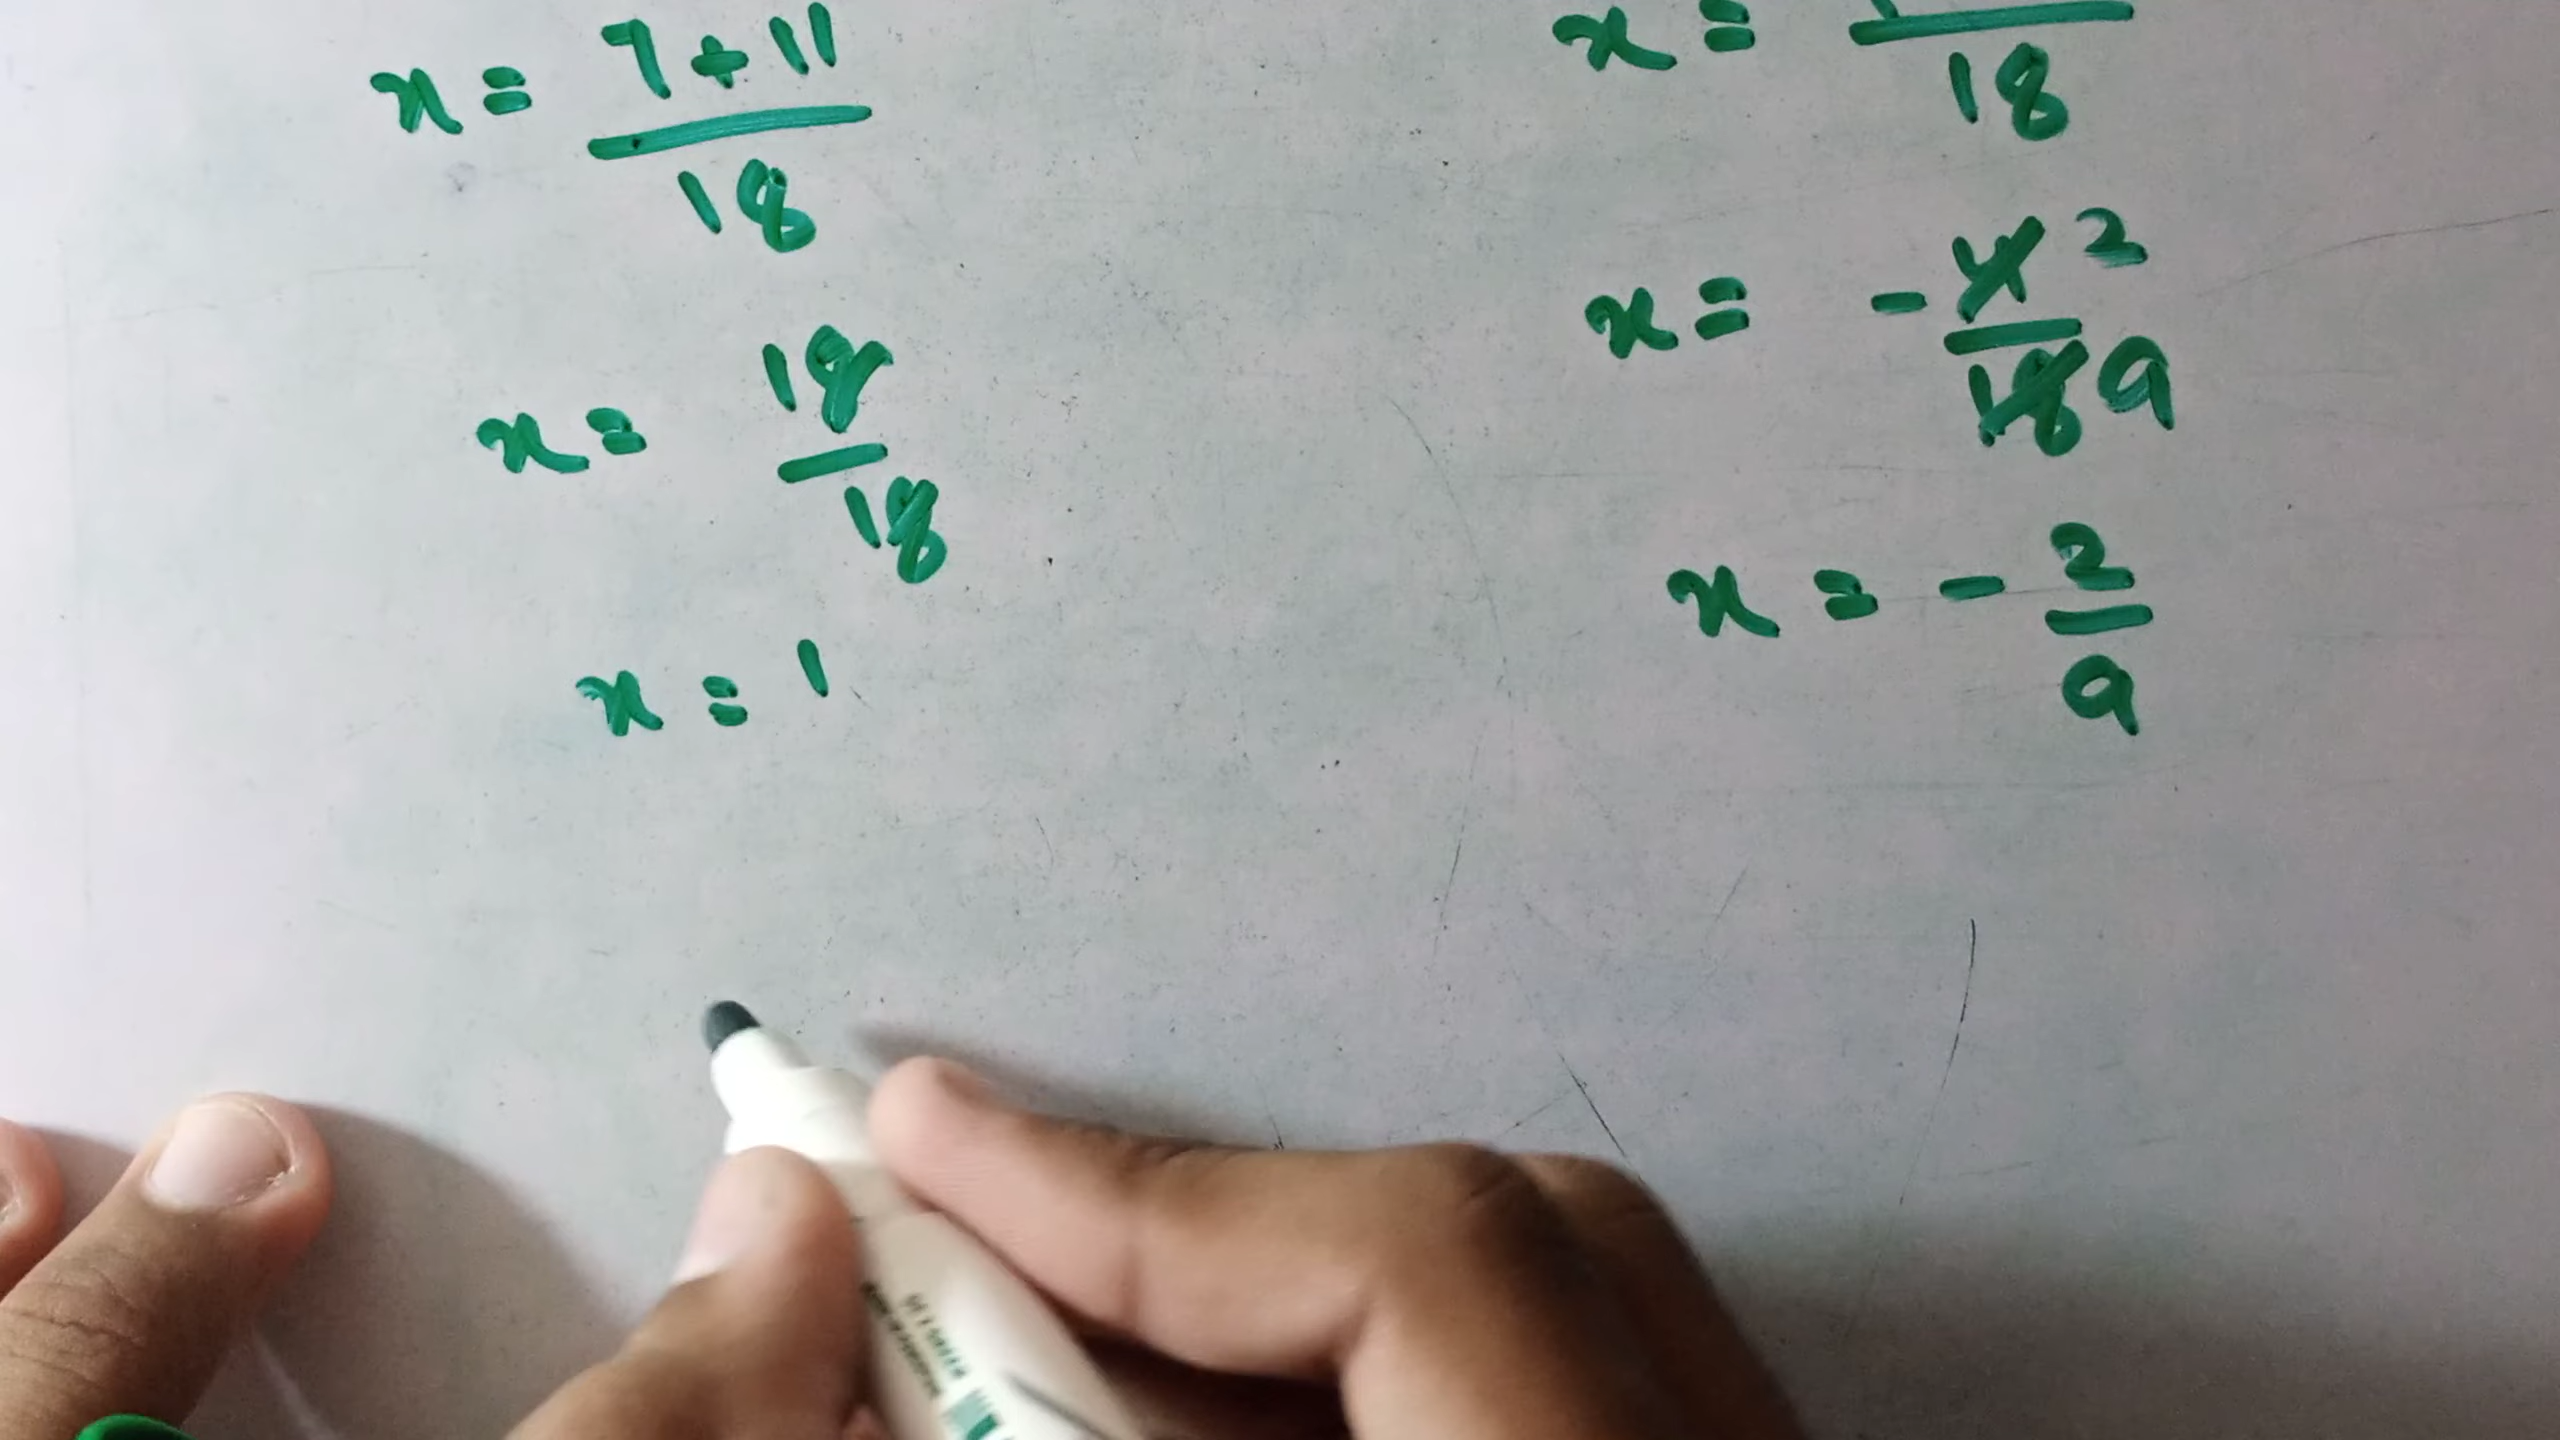 x = 7 + 11 / 18
x = 18 / 18
x = 1
x = / 18
x = - 4 2 / 18 9
x = - 2 / 9